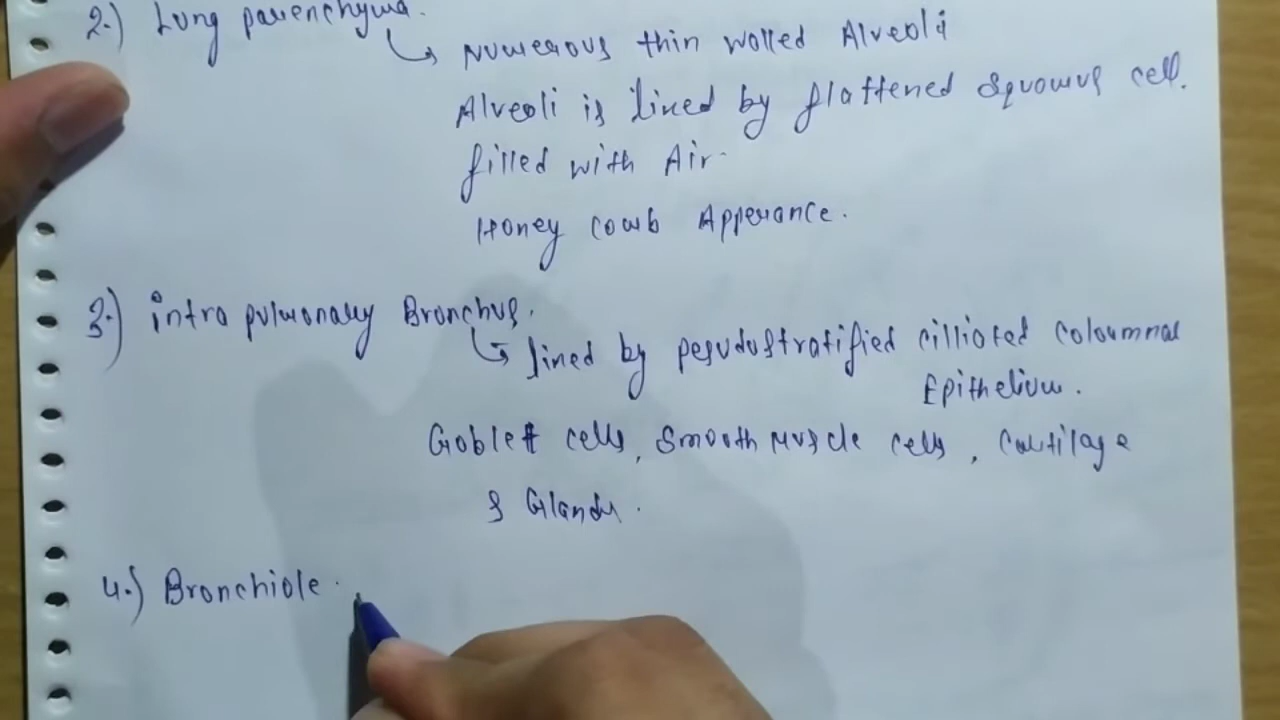 2.) Lung parenchyma.
↳ Numerous thin walled Alveoli
Alveoli is lined by flattened squamus cell.
filled with Air.
Honey comb Apperance.
3.) intra pulmonary Bronchus.
↳ lined by pesudostratified cilliated coloumnar
Epithelium.
Goblet cells, Smooth Muscle cells, Cartilage
& Glands.
4.) Bronchiole.